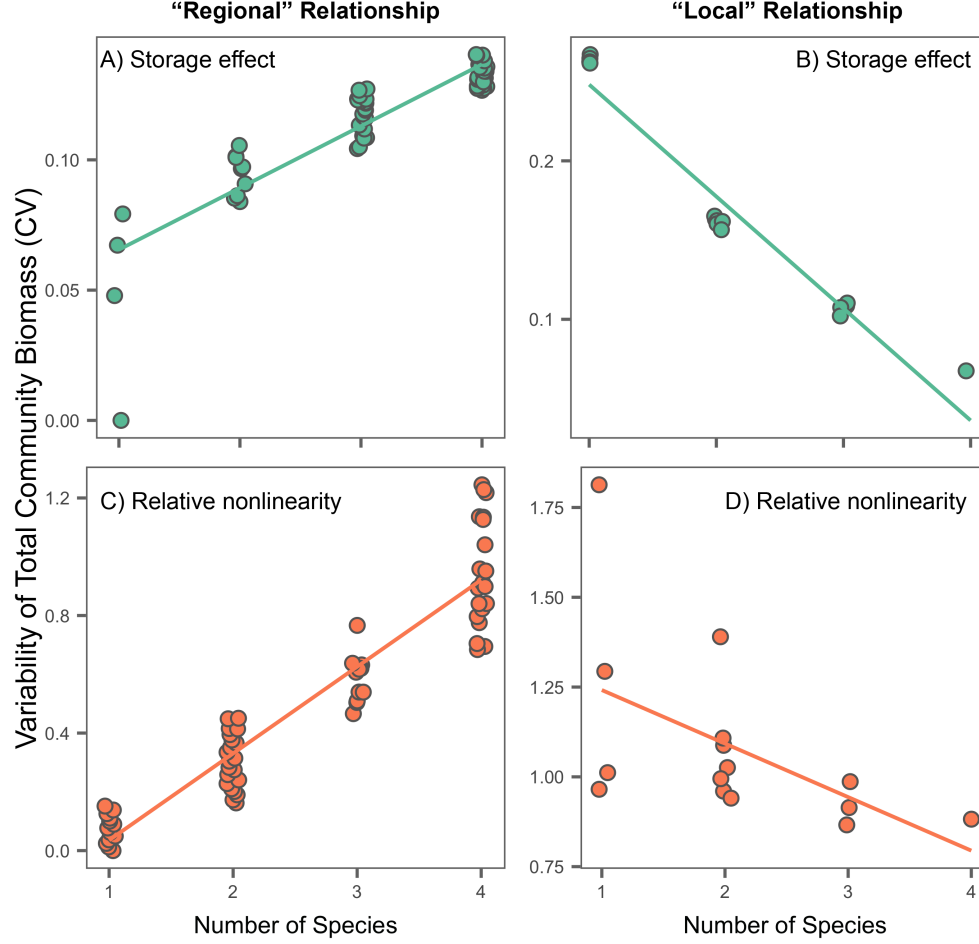 “Regional” Relationship
“Local” Relationship
A) Storage effect
B) Storage effect
0.10
0.05
0.00
0.2
0.1
Variability of Total Community Biomass (CV)
C) Relative nonlinearity
D) Relative nonlinearity
1.2
0.8
0.4
0.0
1.75
1.50
1.25
1.00
0.75
1 2 3 4
1 2 3 4
Number of Species
Number of Species